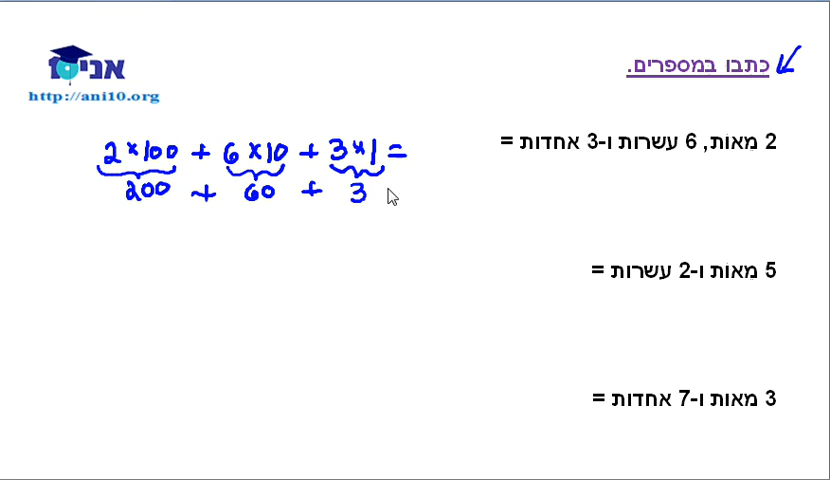 כתבו במספרים.
אני10
http://ani10.org
2 מאות, 6 עשרות ו-3 אחדות =
2×100 + 6×10 + 3×1 =
200 + 60 + 3
5 מאות ו-2 עשרות =
3 מאות ו-7 אחדות =